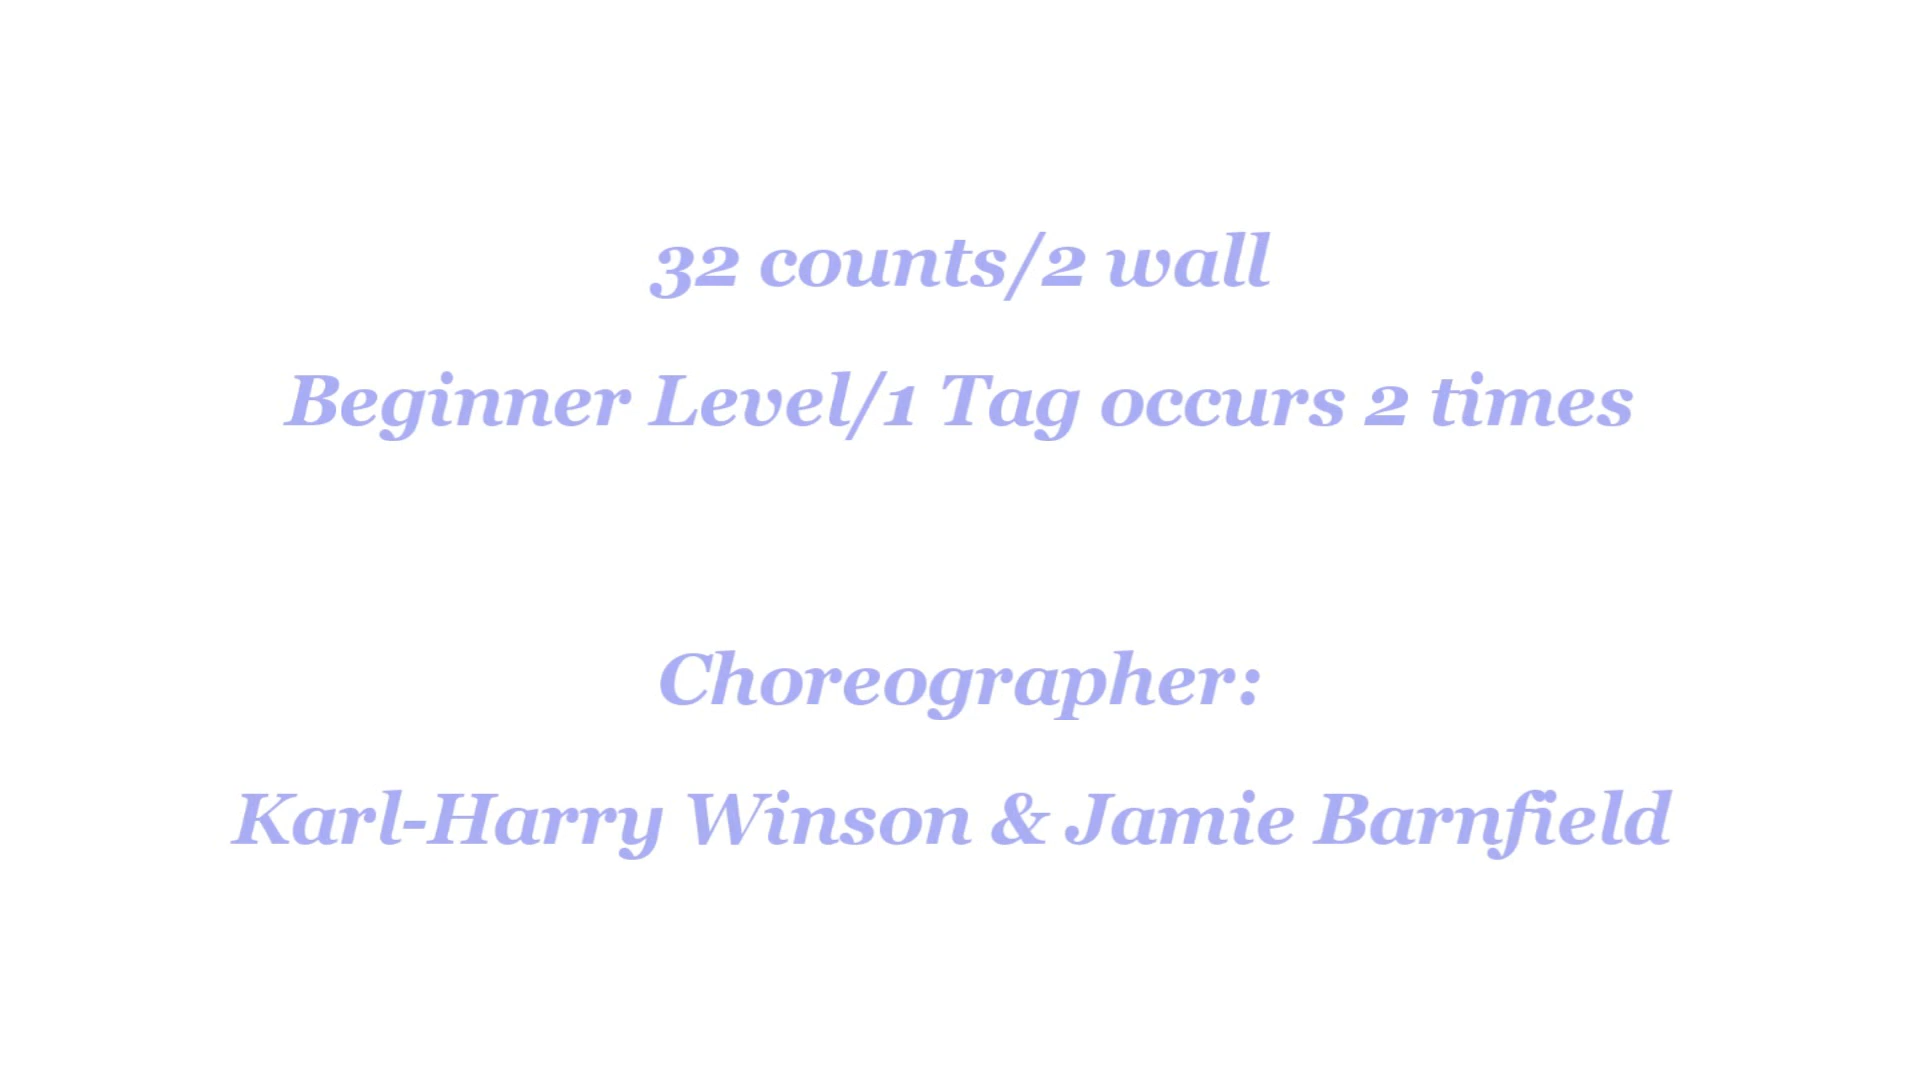 32 counts/2 wall
Beginner Level/1 Tag occurs 2 times
Choreographer:
Karl-Harry Winson & Jamie Barnfield